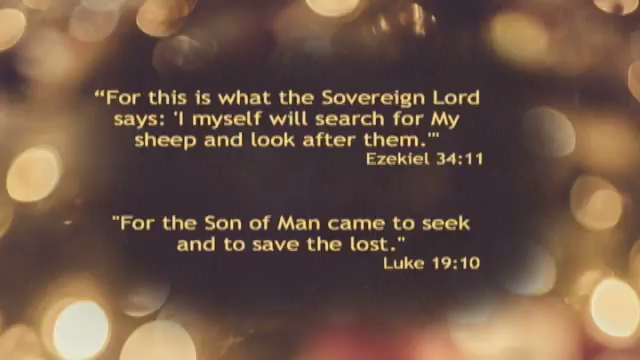 “For this is what the Sovereign Lord
says: 'I myself will search for My
sheep and look after them.'"
Ezekiel 34:11
"For the Son of Man came to seek
and to save the lost."
Luke 19:10